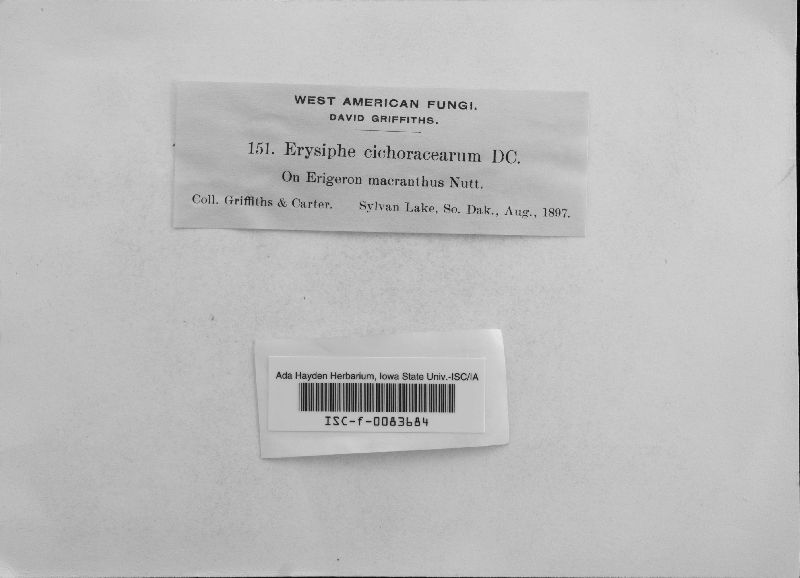 WEST AMERICAN FUNGI.
DAVID GRIFFITHS.
151. Erysiphe cichoracearum DC.
On Erigeron macranthus Nutt.
Coll. Griffiths & Carter. Sylvan Lake, So. Dak., Aug., 1897.
Ada Hayden Herbarium, Iowa State Univ.-ISC/IA
ISC-f-0083684